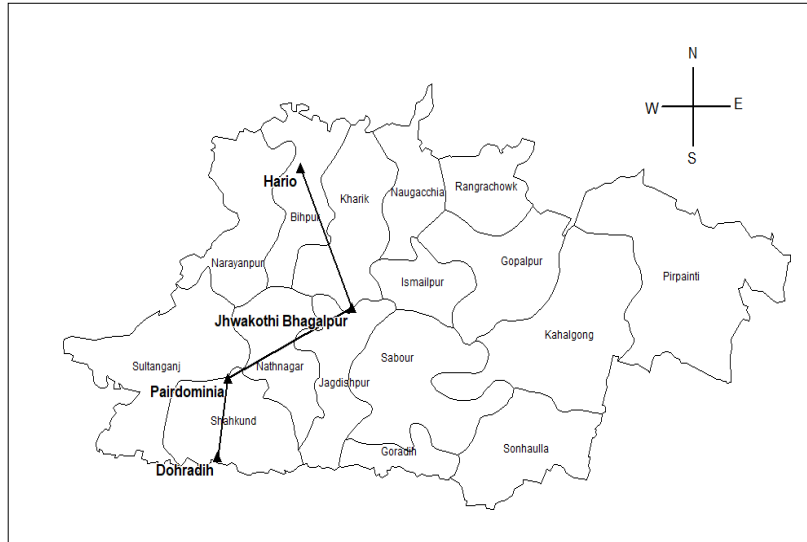 N
W
E
S
Hario
Bihpur
Kharik
Naugacchia
Rangrachowk
Narayanpur
Ismailpur
Gopalpur
Pirpainti
Jhwakothi Bhagalpur
Kahalgong
Sultanganj
Nathnagar
Sabour
Jagdishpur
Pairdominia
Shahkund
Goradih
Sonhaulla
Dohradih